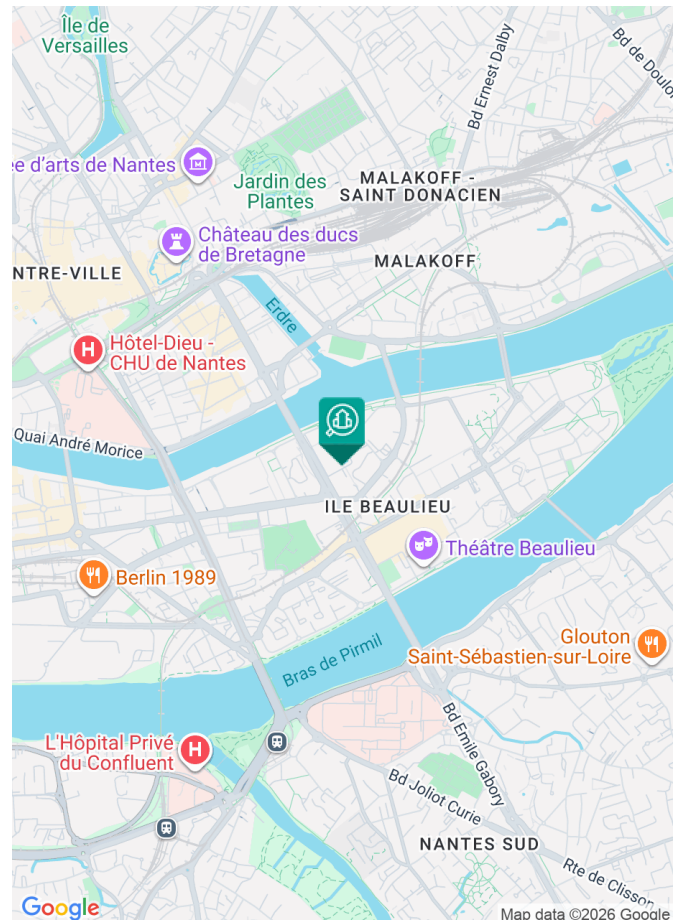 Île de
Versailles
Bd Ernest Dalby
Bd de Doulo
ée d'arts de Nantes
Jardin des
Plantes
MALAKOFF -
SAINT DONACIEN
Château des ducs
de Bretagne
NTRE-VILLE
MALAKOFF
Erdre
H
Hôtel-Dieu -
CHU de Nantes
Quai André Morice
ILE BEAULIEU
Théâtre Beaulieu
Berlin 1989
Glouton
Saint-Sébastien-sur-Loire
Bras de Pirmil
L'Hôpital Privé
du Confluent
H
Bd Emile Gabory
Bd Joliot Curie
NANTES SUD
Rte de Clisson
Google
Map data ©2026 Google